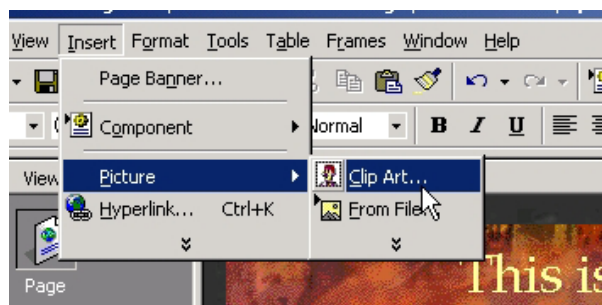 View Insert Format Tools Table Frames Window Help
Page Banner...
Component
Normal B I U
Picture
Clip Art...
View
Hyperlink... Ctrl+K
From File
Page
This is